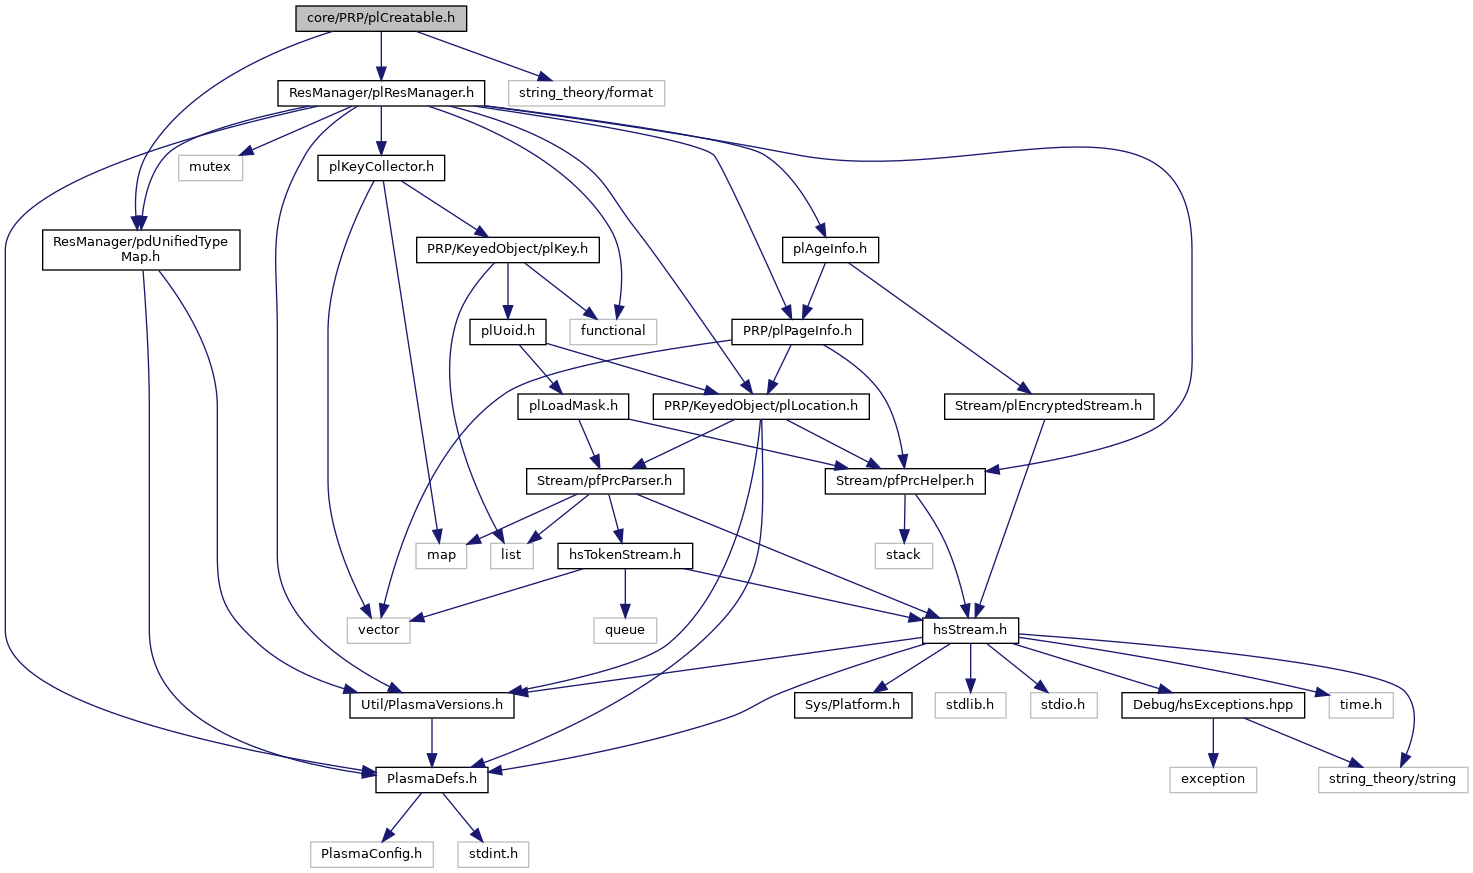 core/PRP/plCreatable.h
ResManager/plResManager.h
string_theory/format
mutex
plKeyCollector.h
ResManager/pdUnifiedType
Map.h
PRP/KeyedObject/plKey.h
plAgeInfo.h
plUoid.h
functional
PRP/plPageInfo.h
plLoadMask.h
PRP/KeyedObject/plLocation.h
Stream/plEncryptedStream.h
Stream/pfPrcParser.h
Stream/pfPrcHelper.h
map
list
hsTokenStream.h
stack
vector
queue
hsStream.h
Util/PlasmaVersions.h
Sys/Platform.h
stdlib.h
stdio.h
Debug/hsExceptions.hpp
time.h
PlasmaDefs.h
exception
string_theory/string
PlasmaConfig.h
stdint.h